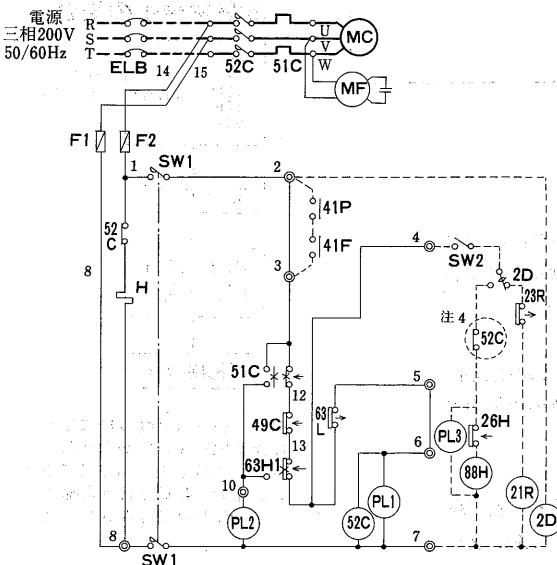 電源
三相200V
50/60Hz
R
S
T
ELB
14
15
52C
51C
U
V
W
MC
MF
F1
F2
1
SW1
2
41P
41F
3
4
SW2
2D
23R
52
C
8
H
注4
52C
51C
12
5
49C
63
L
13
6
26H
PL3
63H1
10
88H
PL2
52C
PL1
21R
2D
8
SW1
7